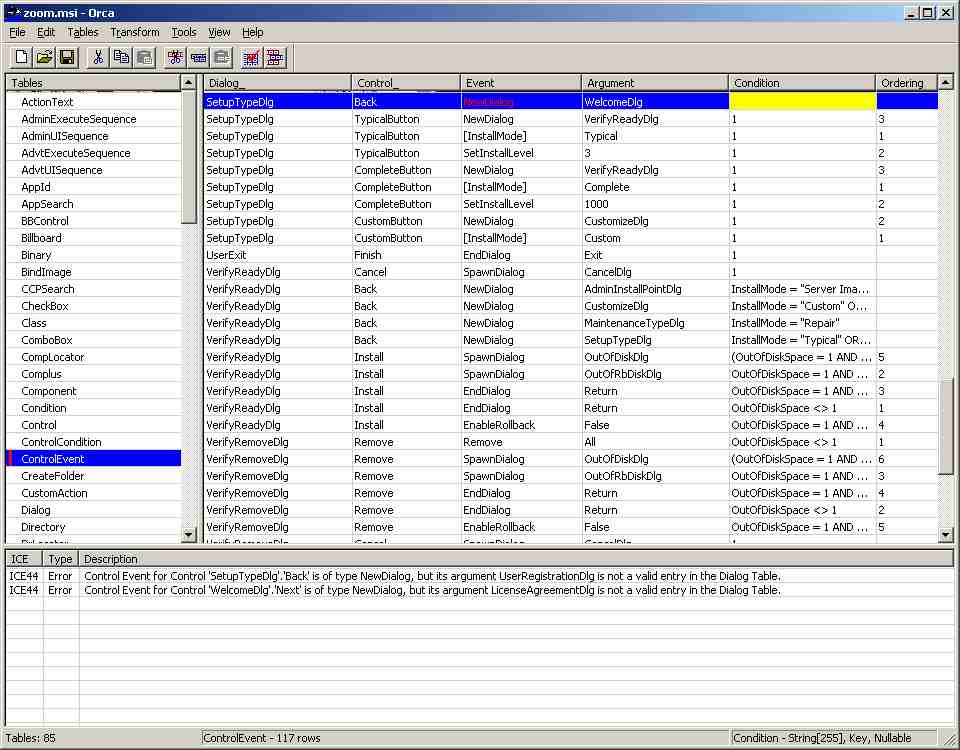 zoom.msi - Orca
File Edit Tables Transform Tools View Help
Tables Dialog_ Control_ Event Argument Condition Ordering
ActionText SetupTypeDlg Back NewDialog WelcomeDlg
AdminExecuteSequence SetupTypeDlg TypicalButton NewDialog VerifyReadyDlg 1 3
AdminUISequence SetupTypeDlg TypicalButton [InstallMode] Typical 1 1
AdvtExecuteSequence SetupTypeDlg TypicalButton SetInstallLevel 3 1 2
AdvtUISequence SetupTypeDlg CompleteButton NewDialog VerifyReadyDlg 1 3
AppId SetupTypeDlg CompleteButton [InstallMode] Complete 1 1
AppSearch SetupTypeDlg CompleteButton SetInstallLevel 1000 1 2
BBControl SetupTypeDlg CustomButton NewDialog CustomizeDlg 1 2
Billboard SetupTypeDlg CustomButton [InstallMode] Custom 1 1
Binary UserExit Finish EndDialog Exit 1
BindImage VerifyReadyDlg Cancel SpawnDialog CancelDlg 1
CCPSearch VerifyReadyDlg Back NewDialog AdminInstallPointDlg InstallMode = "Server Ima...
CheckBox VerifyReadyDlg Back NewDialog CustomizeDlg InstallMode = "Custom" O...
Class VerifyReadyDlg Back NewDialog MaintenanceTypeDlg InstallMode = "Repair"
ComboBox VerifyReadyDlg Back NewDialog SetupTypeDlg InstallMode = "Typical" OR...
CompLocator VerifyReadyDlg Install SpawnDialog OutOfDiskDlg (OutOfDiskSpace = 1 AND ... 5
Complus VerifyReadyDlg Install SpawnDialog OutOfRbDiskDlg OutOfDiskSpace = 1 AND ... 2
Component VerifyReadyDlg Install EndDialog Return OutOfDiskSpace = 1 AND ... 3
Condition VerifyReadyDlg Install EndDialog Return OutOfDiskSpace <> 1 1
Control VerifyReadyDlg Install EnableRollback False OutOfDiskSpace = 1 AND ... 4
ControlCondition VerifyRemoveDlg Remove Remove All OutOfDiskSpace <> 1 1
ControlEvent VerifyRemoveDlg Remove SpawnDialog OutOfDiskDlg (OutOfDiskSpace = 1 AND ... 6
CreateFolder VerifyRemoveDlg Remove SpawnDialog OutOfRbDiskDlg OutOfDiskSpace = 1 AND ... 3
CustomAction VerifyRemoveDlg Remove EndDialog Return OutOfDiskSpace = 1 AND ... 4
Dialog VerifyRemoveDlg Remove EndDialog Return OutOfDiskSpace <> 1 2
Directory VerifyRemoveDlg Remove EnableRollback False OutOfDiskSpace = 1 AND ... 5
ICE Type Description
ICE44 Error Control Event for Control 'SetupTypeDlg'.'Back' is of type NewDialog, but its argument UserRegistrationDlg is not a valid entry in the Dialog Table.
ICE44 Error Control Event for Control 'WelcomeDlg'.'Next' is of type NewDialog, but its argument LicenseAgreementDlg is not a valid entry in the Dialog Table.
Tables: 85 ControlEvent - 117 rows Condition - String[255], Key, Nullable